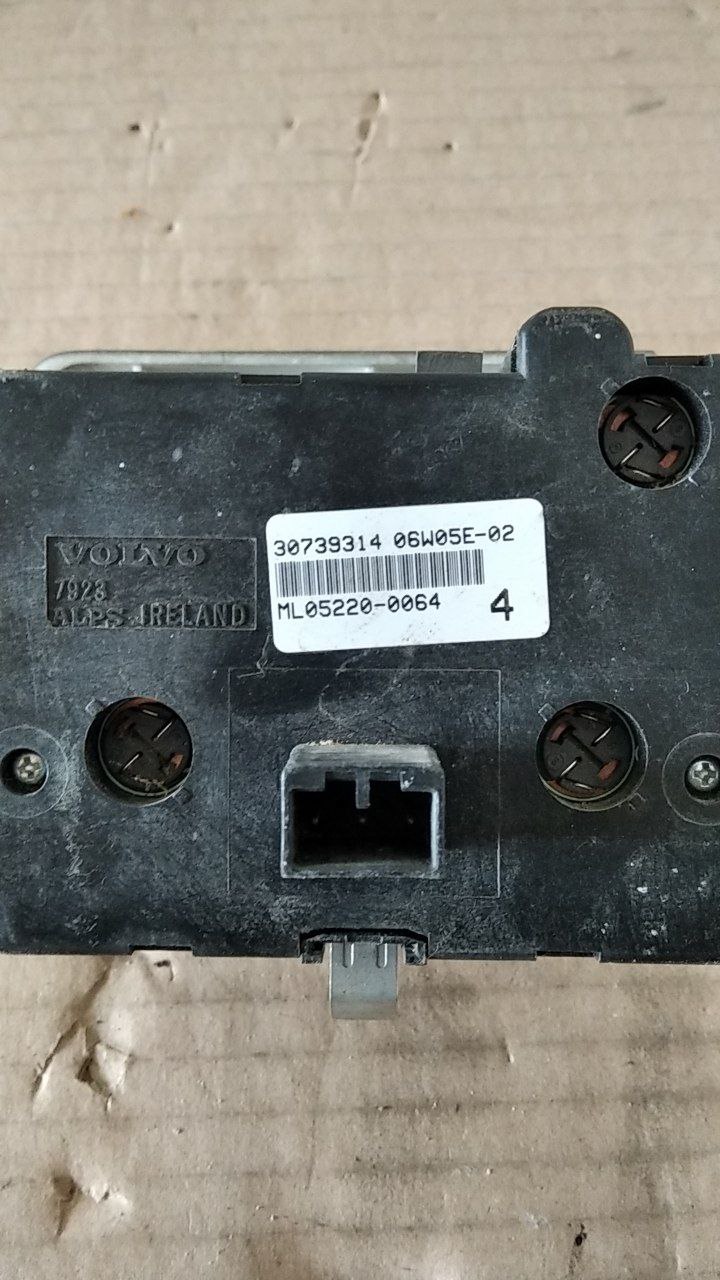 VOLVO
7923
ALPS IRELAND
30739314 06W05E-02
ML05220-0064 4